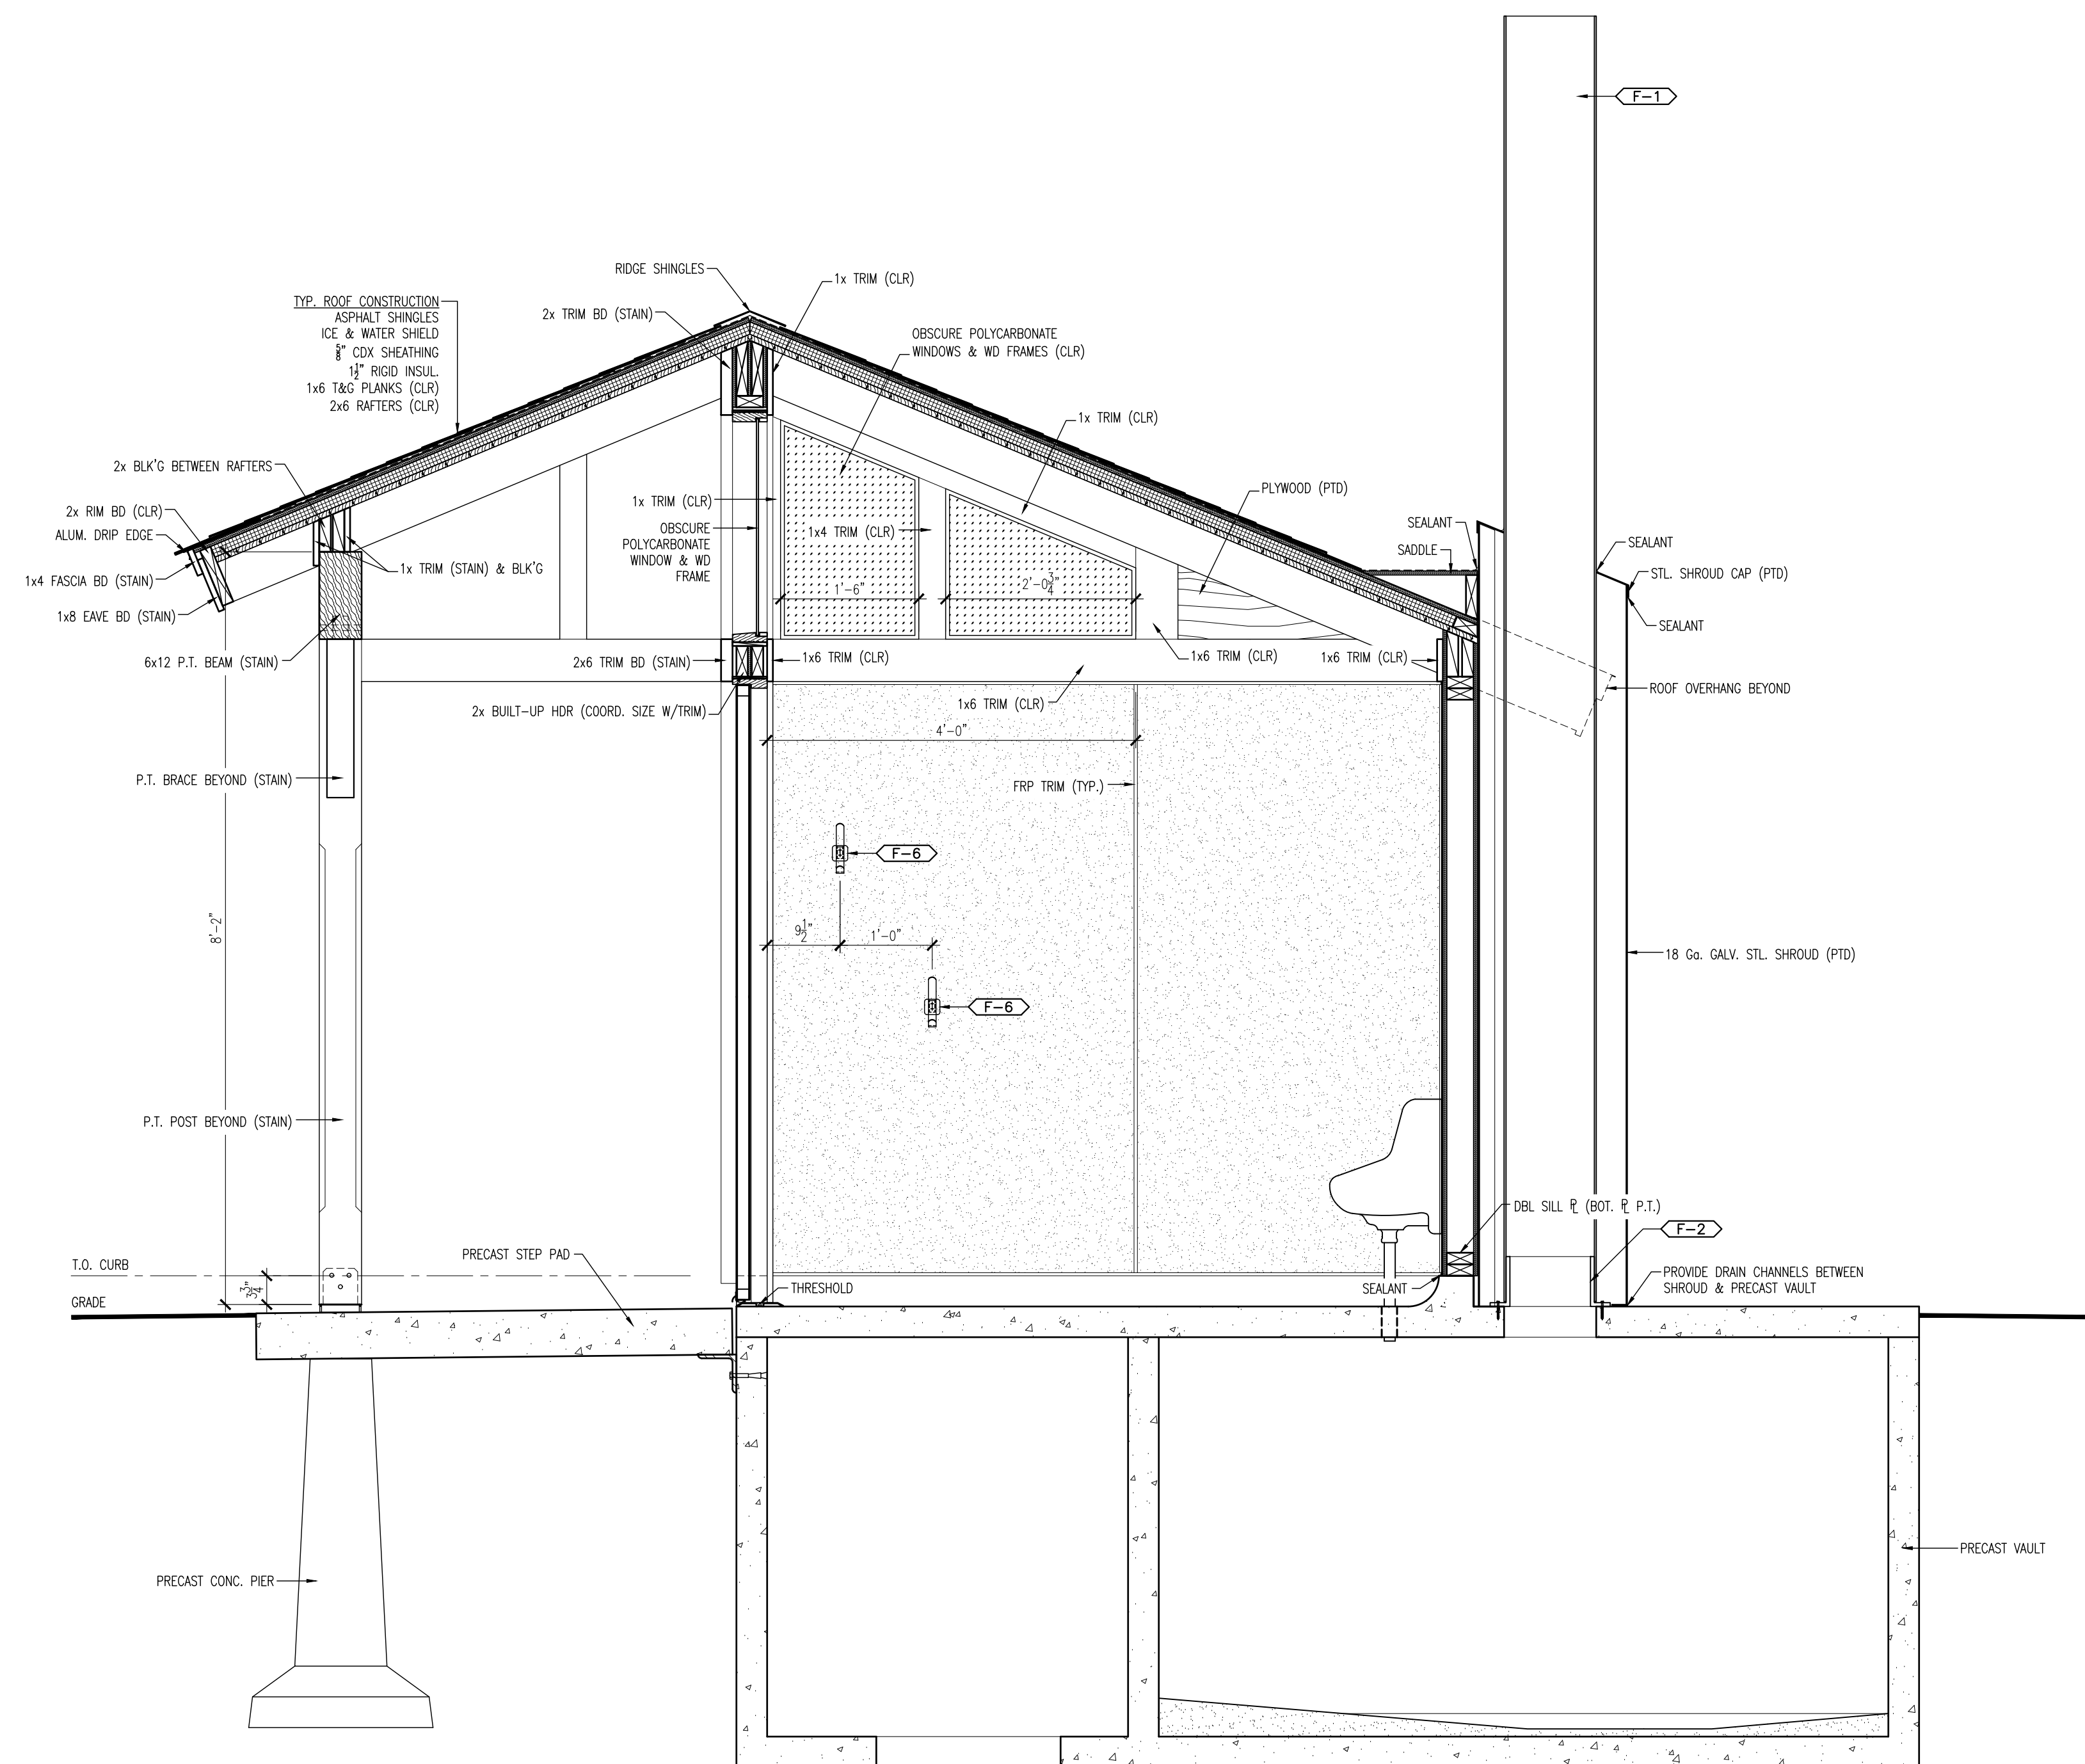 F-1
RIDGE SHINGLES
1x TRIM (CLR)
TYP. ROOF CONSTRUCTION
ASPHALT SHINGLES
ICE & WATER SHIELD
5/8" CDX SHEATHING
1 1/2" RIGID INSUL.
1x6 T&G PLANKS (CLR)
2x6 RAFTERS (CLR)
2x TRIM BD (STAIN)
OBSCURE POLYCARBONATE
WINDOWS & WD FRAMES (CLR)
1x TRIM (CLR)
2x BLK'G BETWEEN RAFTERS
2x RIM BD (CLR)
ALUM. DRIP EDGE
1x4 FASCIA BD (STAIN)
1x8 EAVE BD (STAIN)
6x12 P.T. BEAM (STAIN)
1x TRIM (STAIN) & BLK'G
1x TRIM (CLR)
OBSCURE
POLYCARBONATE
WINDOW & WD
FRAME
1x4 TRIM (CLR)
PLYWOOD (PTD)
SEALANT
SADDLE
SEALANT
STL. SHROUD CAP (PTD)
SEALANT
1'-6"
2'-0 3/4"
2x6 TRIM BD (STAIN)
1x6 TRIM (CLR)
1x6 TRIM (CLR)
1x6 TRIM (CLR)
ROOF OVERHANG BEYOND
2x BUILT-UP HDR (COORD. SIZE W/TRIM)
1x6 TRIM (CLR)
4'-0"
P.T. BRACE BEYOND (STAIN)
FRP TRIM (TYP.)
F-6
8'-2"
9 1/2"
1'-0"
18 Ga. GALV. STL. SHROUD (PTD)
F-6
P.T. POST BEYOND (STAIN)
DBL SILL PL (BOT. PL P.T.)
F-2
T.O. CURB
PRECAST STEP PAD
3 3/4"
GRADE
THRESHOLD
SEALANT
PROVIDE DRAIN CHANNELS BETWEEN
SHROUD & PRECAST VAULT
PRECAST VAULT
PRECAST CONC. PIER